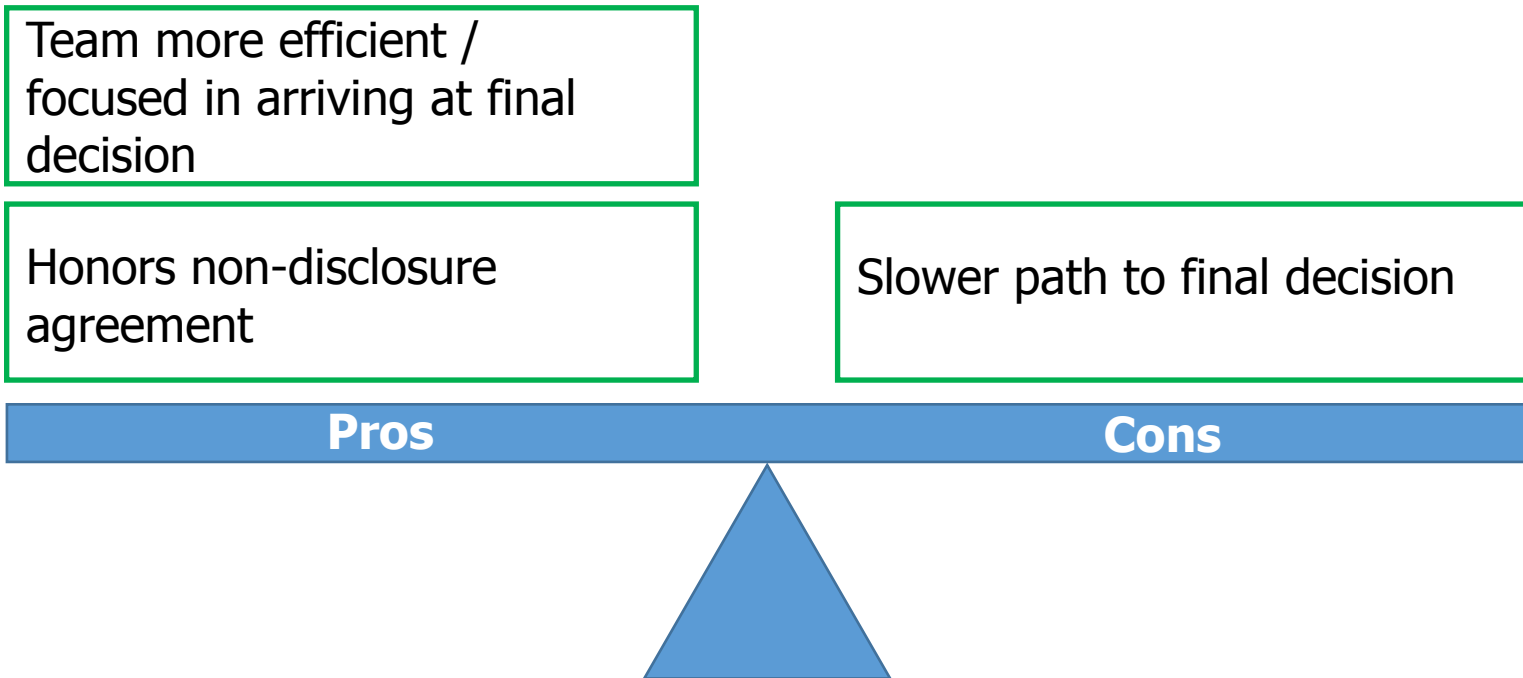 Team more efficient /
focused in arriving at final
decision
Honors non-disclosure
agreement
Slower path to final decision
Pros
Cons